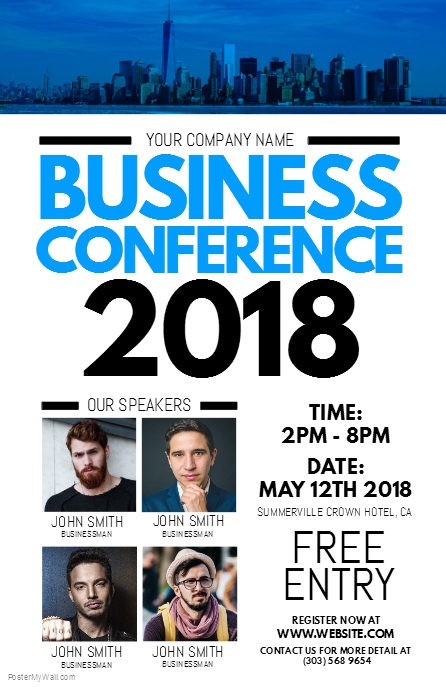 YOUR COMPANY NAME
BUSINESS
CONFERENCE
2018
OUR SPEAKERS
JOHN SMITH
BUSINESSMAN
JOHN SMITH
BUSINESSMAN
JOHN SMITH
BUSINESSMAN
JOHN SMITH
BUSINESSMAN
TIME:
2PM - 8PM
DATE:
MAY 12TH 2018
SUMMERVILLE CROWN HOTEL, CA
FREE
ENTRY
REGISTER NOW AT
WWW.WEBSITE.COM
CONTACT US FOR MORE DETAIL AT
(303) 568 9654
PosterMyWall.com